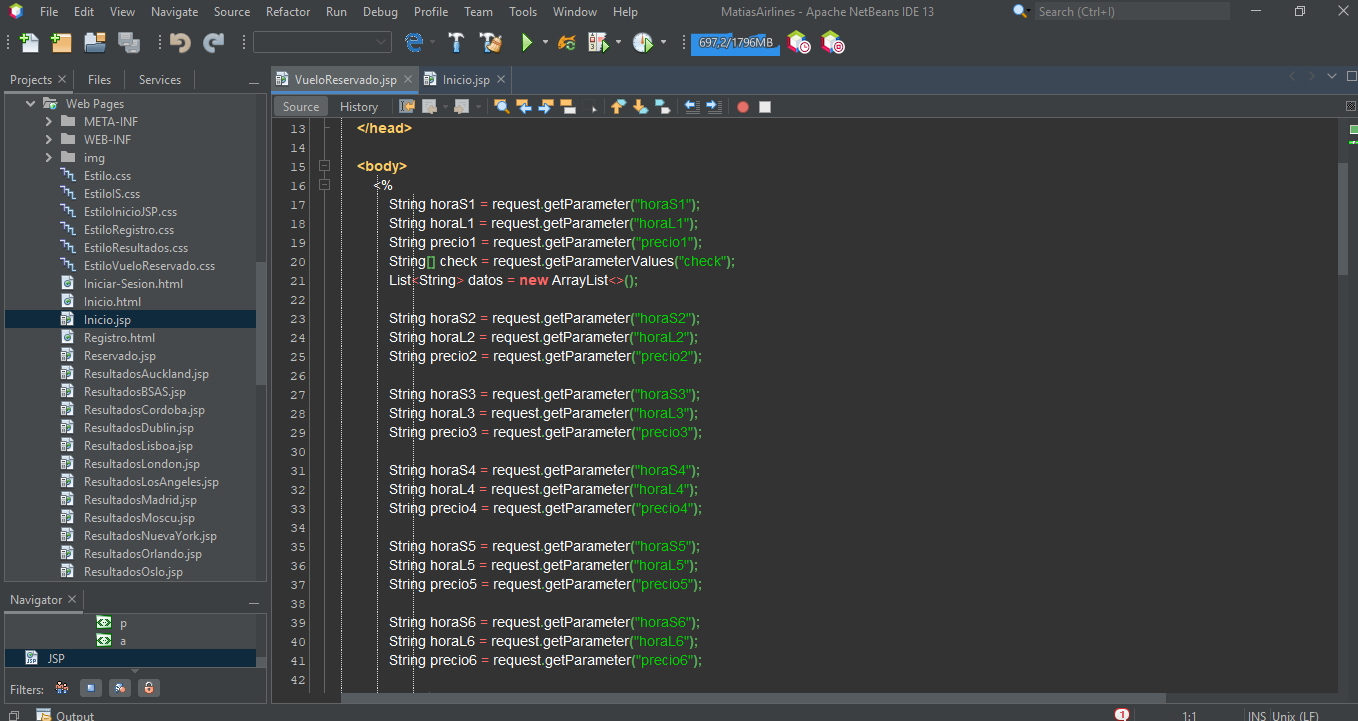 File Edit View Navigate Source Refactor Run Debug Profile Team Tools Window Help MatiasAirlines - Apache NetBeans IDE 13 Search (Ctrl+I)
697,2/1796MB
Projects Files Services
Web Pages
META-INF
WEB-INF
img
Estilo.css
EstiloIS.css
EstiloInicioJSP.css
EstiloRegistro.css
EstiloResultados.css
EstiloVueloReservado.css
Iniciar-Sesion.html
Inicio.html
Inicio.jsp
Registro.html
Reservado.jsp
ResultadosAuckland.jsp
ResultadosBSAS.jsp
ResultadosCordoba.jsp
ResultadosDublin.jsp
ResultadosLisboa.jsp
ResultadosLondon.jsp
ResultadosLosAngeles.jsp
ResultadosMadrid.jsp
ResultadosMoscu.jsp
ResultadosNuevaYork.jsp
ResultadosOrlando.jsp
ResultadosOslo.jsp
Navigator
p
a
JSP
Filters:
VueloReservado.jsp Inicio.jsp
Source History
13 </head>
14
15 <body>
16 <%
17 String horaS1 = request.getParameter("horaS1");
18 String horaL1 = request.getParameter("horaL1");
19 String precio1 = request.getParameter("precio1");
20 String[] check = request.getParameterValues("check");
21 List<String> datos = new ArrayList<>();
22
23 String horaS2 = request.getParameter("horaS2");
24 String horaL2 = request.getParameter("horaL2");
25 String precio2 = request.getParameter("precio2");
26
27 String horaS3 = request.getParameter("horaS3");
28 String horaL3 = request.getParameter("horaL3");
29 String precio3 = request.getParameter("precio3");
30
31 String horaS4 = request.getParameter("horaS4");
32 String horaL4 = request.getParameter("horaL4");
33 String precio4 = request.getParameter("precio4");
34
35 String horaS5 = request.getParameter("horaS5");
36 String horaL5 = request.getParameter("horaL5");
37 String precio5 = request.getParameter("precio5");
38
39 String horaS6 = request.getParameter("horaS6");
40 String horaL6 = request.getParameter("horaL6");
41 String precio6 = request.getParameter("precio6");
42
Output 1 1:1 INS Unix (LF)